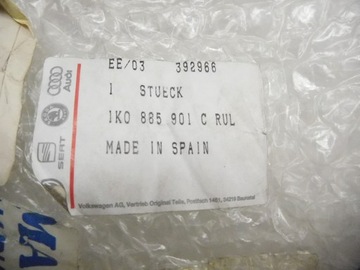 EE/03 392966
1 STUECK
1K0 885 901 C RUL
MADE IN SPAIN
Audi
SEAT
Volkswagen AG, Vertrieb Original Teile, Postfach 1451, 34219 Baunatal